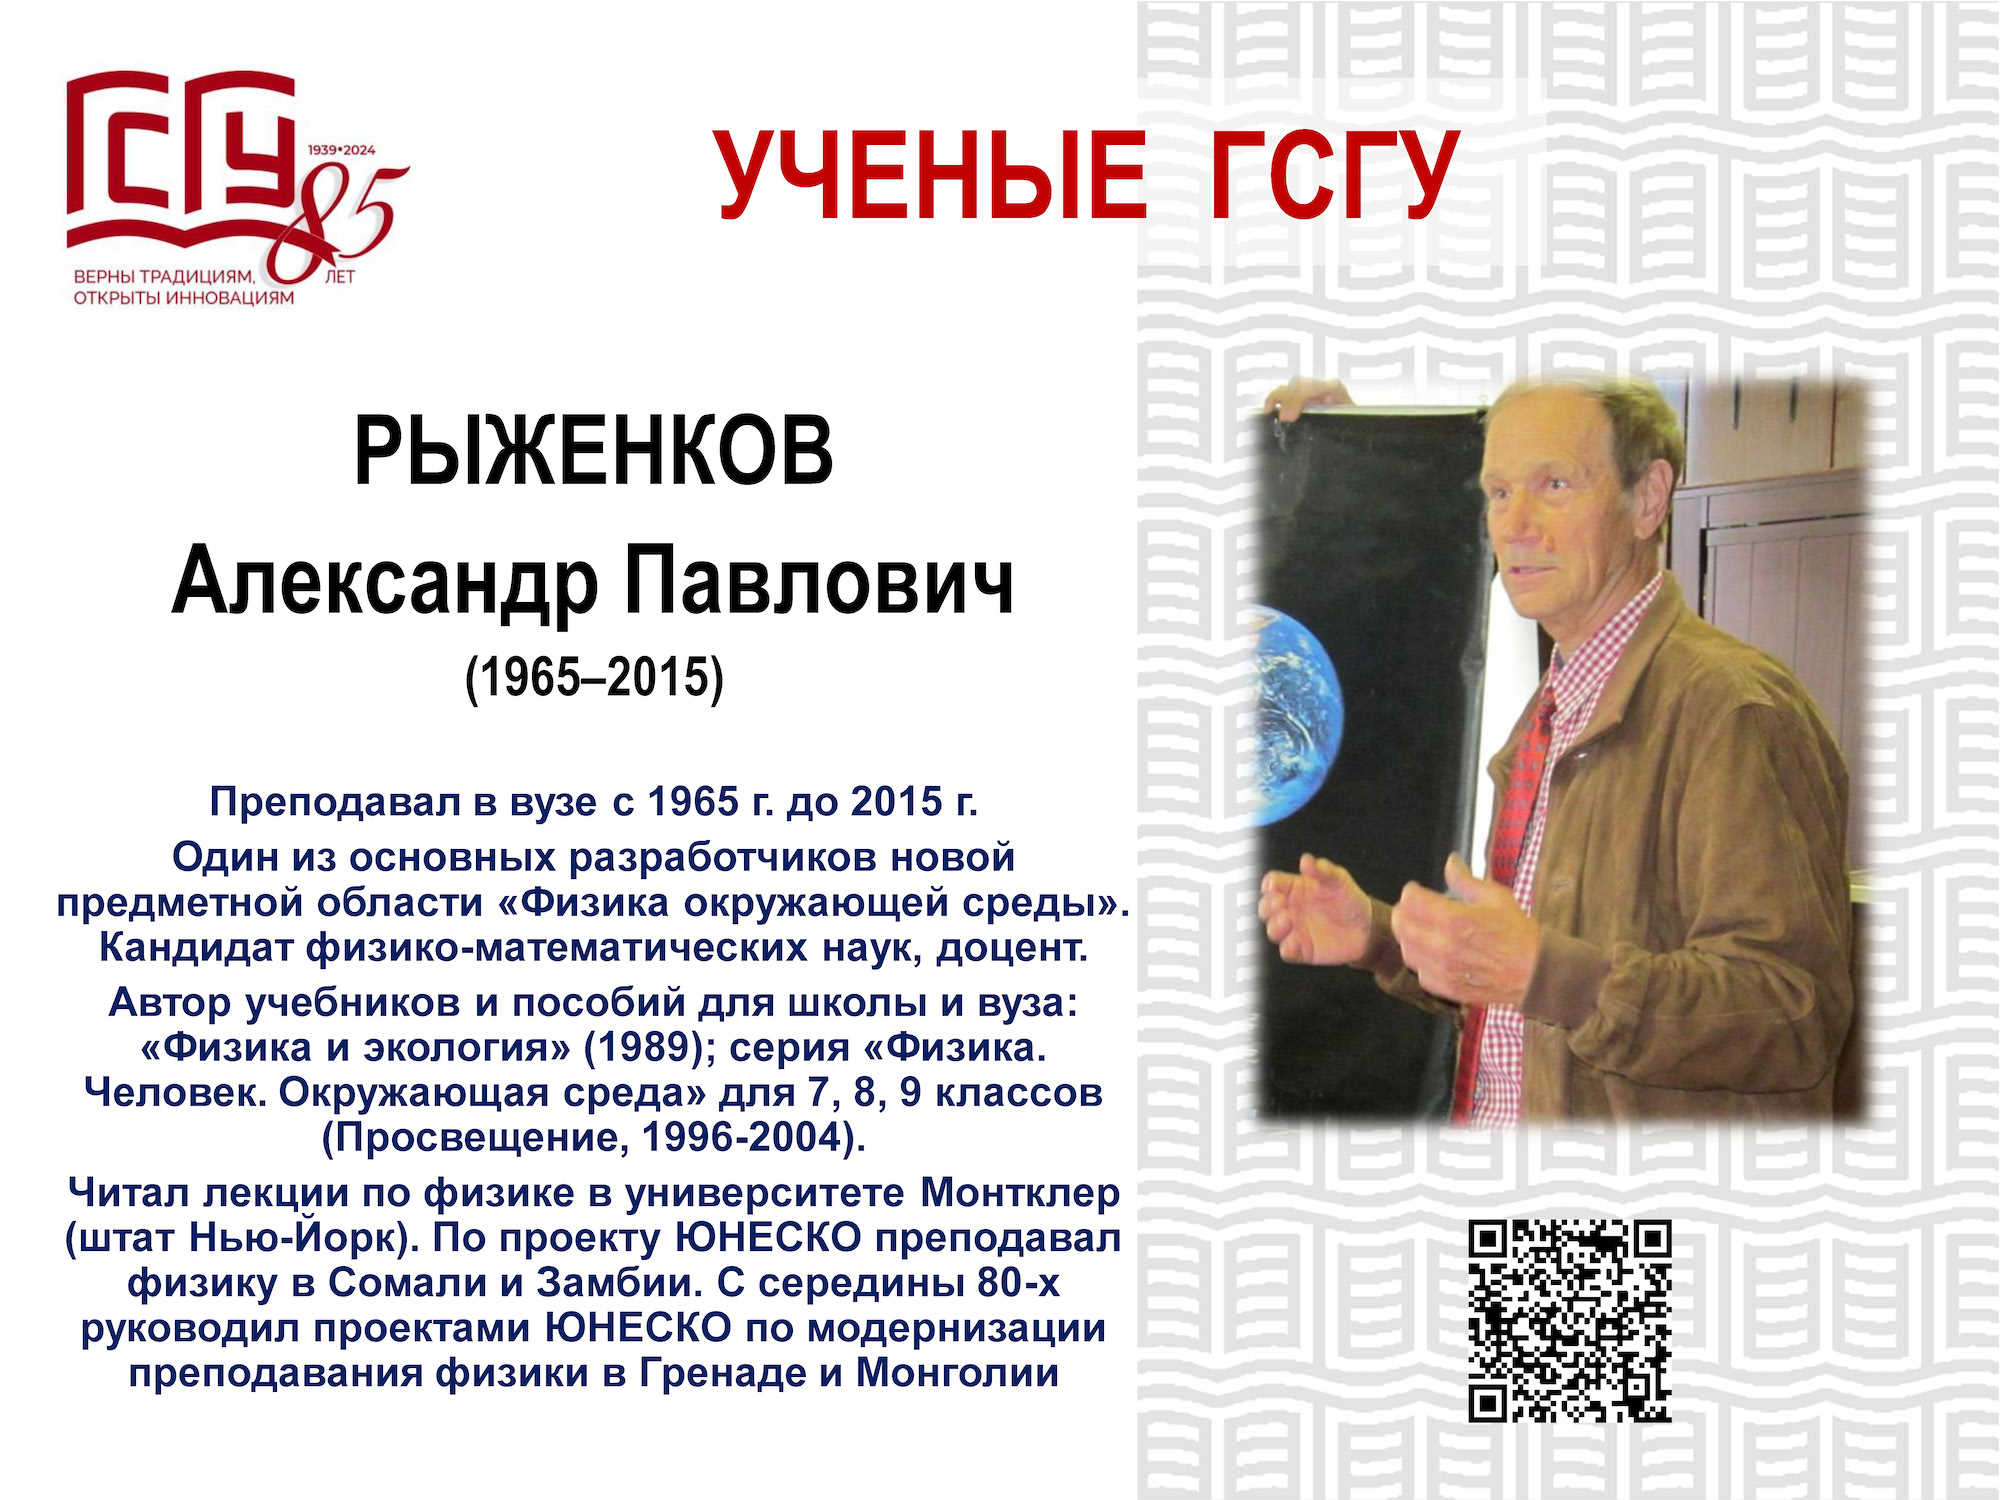 ГСГУ
1939•2024
85
ЛЕТ
ВЕРНЫ ТРАДИЦИЯМ,
ОТКРЫТЫ ИННОВАЦИЯМ
УЧЕНЫЕ ГСГУ
РЫЖЕНКОВ
Александр Павлович
(1965–2015)
Преподавал в вузе с 1965 г. до 2015 г.
Один из основных разработчиков новой
предметной области «Физика окружающей среды».
Кандидат физико-математических наук, доцент.
Автор учебников и пособий для школы и вуза:
«Физика и экология» (1989); серия «Физика.
Человек. Окружающая среда» для 7, 8, 9 классов
(Просвещение, 1996-2004).
Читал лекции по физике в университете Монтклер
(штат Нью-Йорк). По проекту ЮНЕСКО преподавал
физику в Сомали и Замбии. С середины 80-х
руководил проектами ЮНЕСКО по модернизации
преподавания физики в Гренаде и Монголии